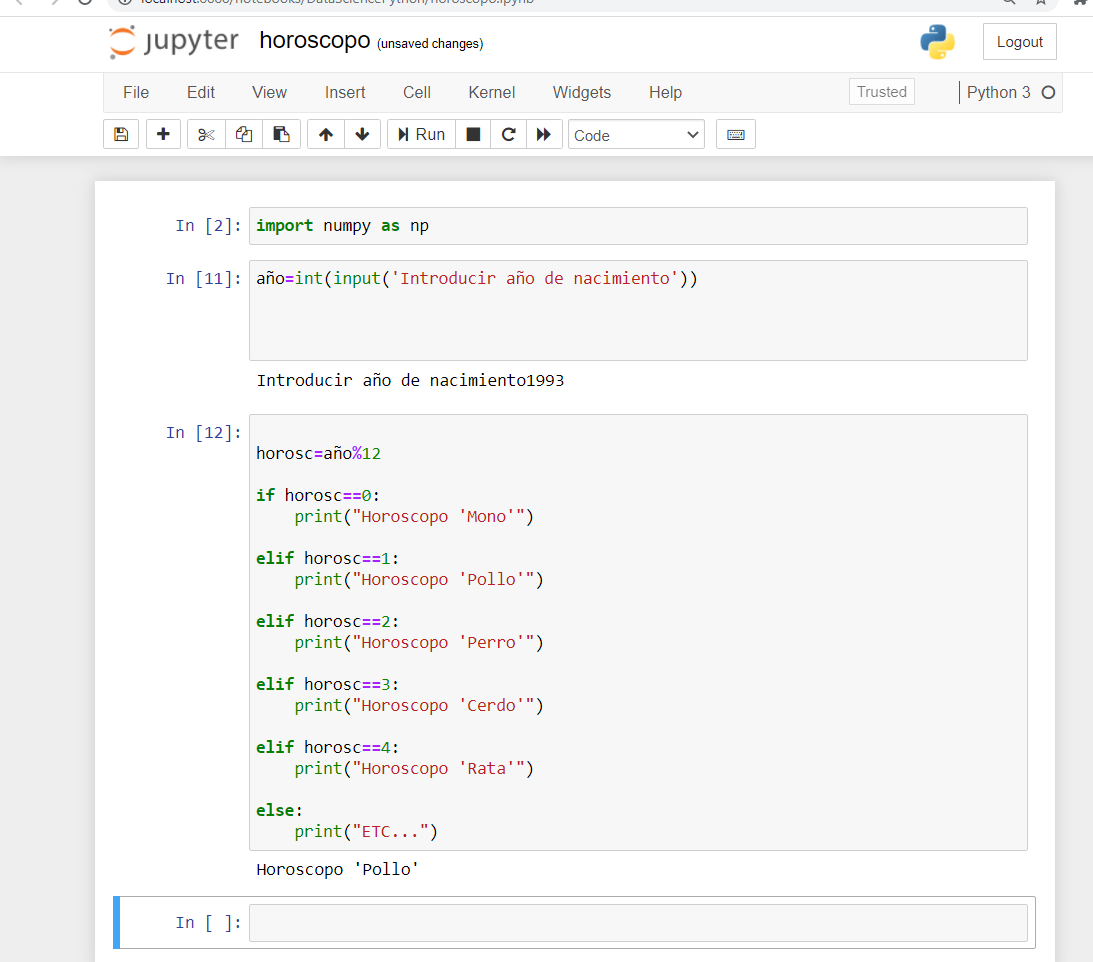 localhost:8888/notebooks/DataSciencePython/horoscopo.ipynb
jupyter horoscopo (unsaved changes)
Logout
File Edit View Insert Cell Kernel Widgets Help
Trusted
Python 3
Run
Code
In [2]: import numpy as np
In [11]: año=int(input('Introducir año de nacimiento'))
Introducir año de nacimiento1993
In [12]:
horosc=año%12
if horosc==0:
print("Horoscopo 'Mono'")
elif horosc==1:
print("Horoscopo 'Pollo'")
elif horosc==2:
print("Horoscopo 'Perro'")
elif horosc==3:
print("Horoscopo 'Cerdo'")
elif horosc==4:
print("Horoscopo 'Rata'")
else:
print("ETC...")
Horoscopo 'Pollo'
In [ ]: